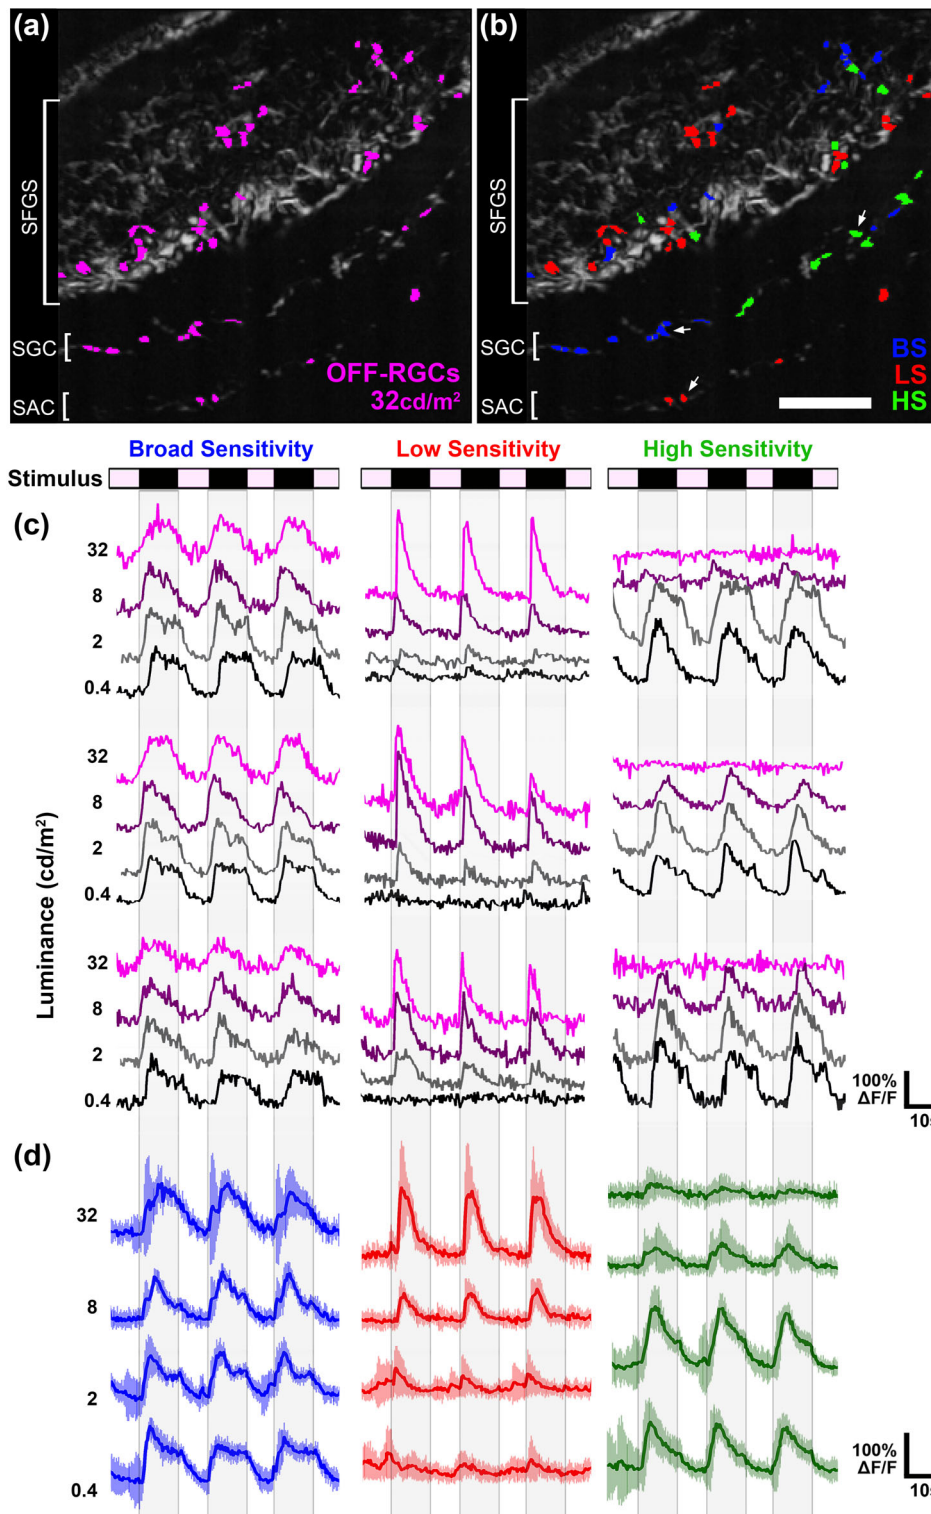 (a)
SFGS
SGC
SAC
OFF-RGCs
32cd/m²
(b)
SFGS
SGC
SAC
BS
LS
HS
Broad Sensitivity
Low Sensitivity
High Sensitivity
Stimulus
(c)
Luminance (cd/m²)
32
8
2
0.4
32
8
2
0.4
32
8
2
0.4
100%
ΔF/F
10s
(d)
32
8
2
0.4
100%
ΔF/F
10s